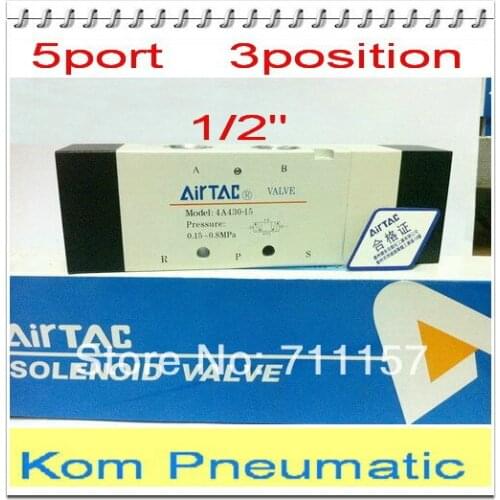 5port 3position
1/2"
A B
AirTAC® VALVE
Model: 4A430-15
Pressure:
0.15~0.8MPa
R P S
AirTAC
合格证
AirTAC
Store No: 711157
SOLENOID VALVE
Kom Pneumatic